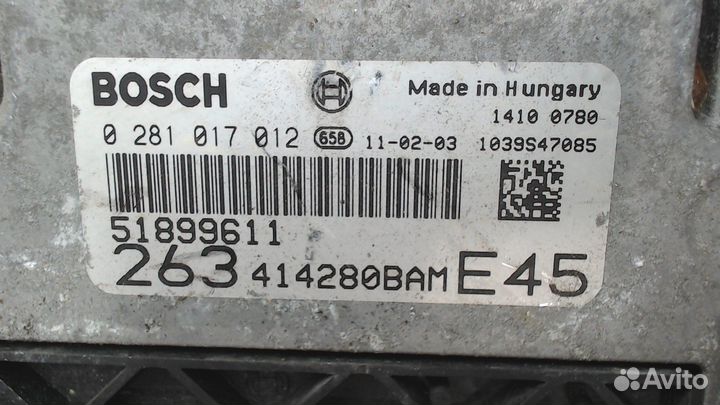 BOSCH
Made in Hungary
1410 0780
0 281 017 012 658 11-02-03 1039S47085
51899611
263 414280BAM E45
Avito